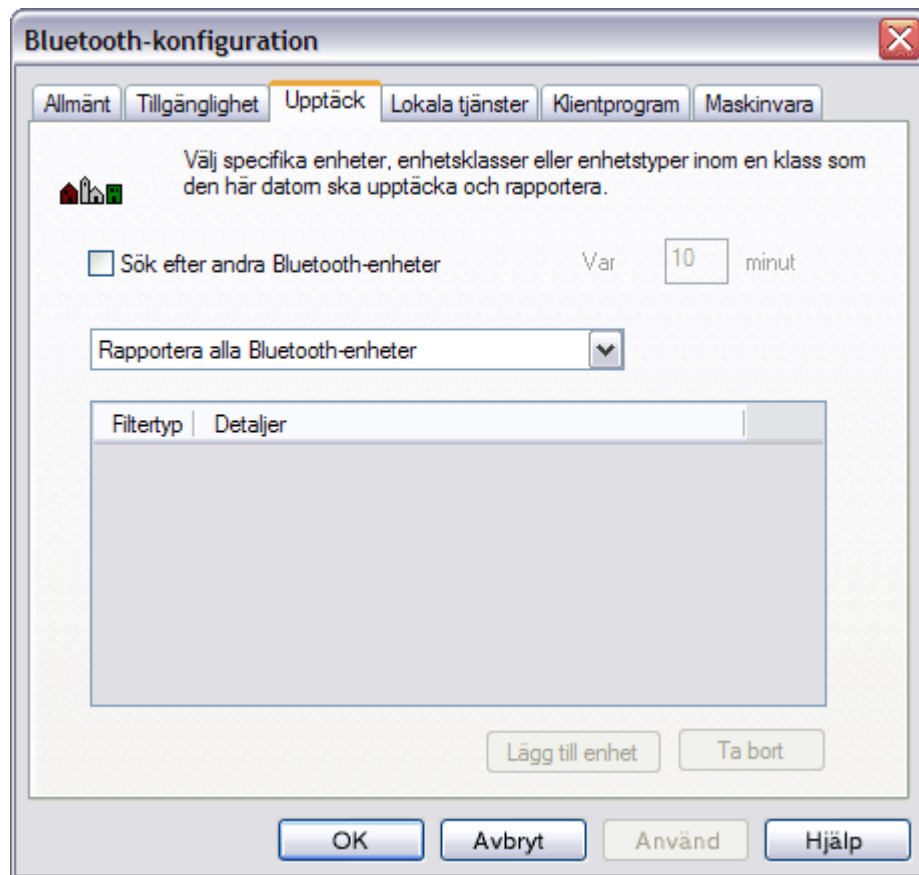 Bluetooth-konfiguration
Allmänt Tillgänglighet Upptäck Lokala tjänster Klientprogram Maskinvara
Välj specifika enheter, enhetsklasser eller enhetstyper inom en klass som
den här datorn ska upptäcka och rapportera.
Sök efter andra Bluetooth-enheter Var 10 minut
Rapportera alla Bluetooth-enheter
Filtertyp Detaljer
Lägg till enhet Ta bort
OK Avbryt Använd Hjälp